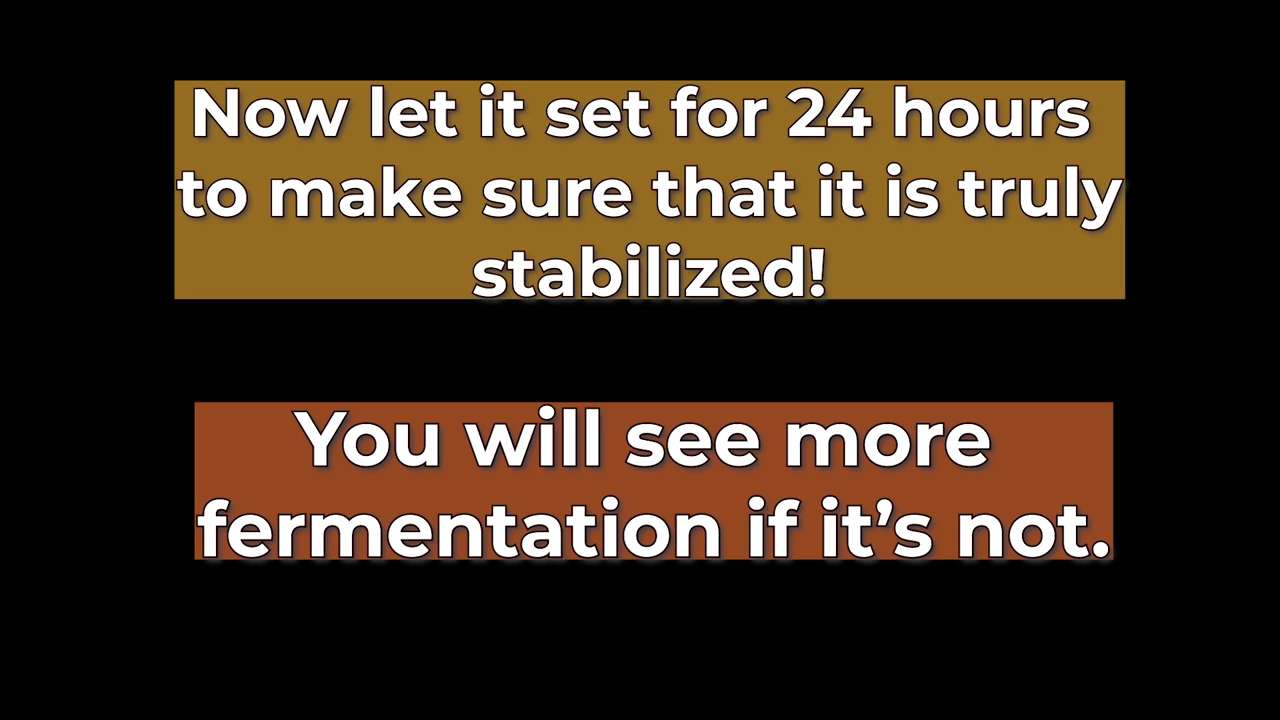 Now let it set for 24 hours
to make sure that it is truly
stabilized!
You will see more
fermentation if it’s not.